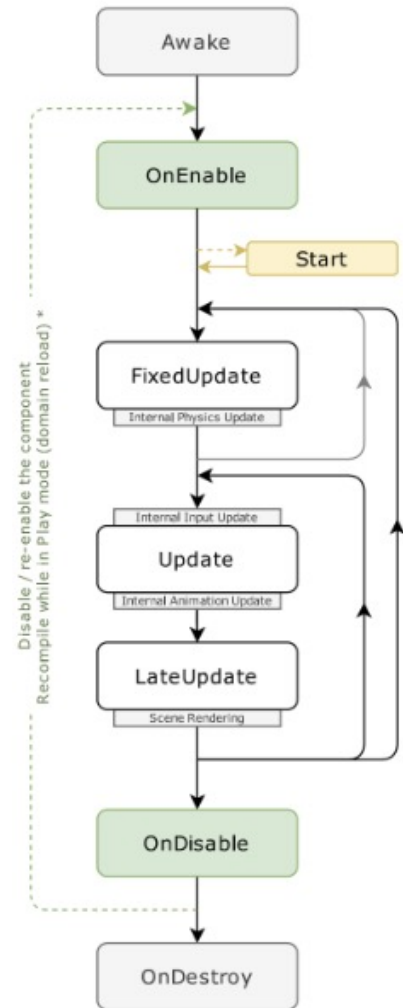 Awake
OnEnable
Start
FixedUpdate
Internal Physics Update
Internal Input Update
Update
Internal Animation Update
LateUpdate
Scene Rendering
OnDisable
OnDestroy
Disable / re-enable the component
Recompile while in Play mode (domain reload) *